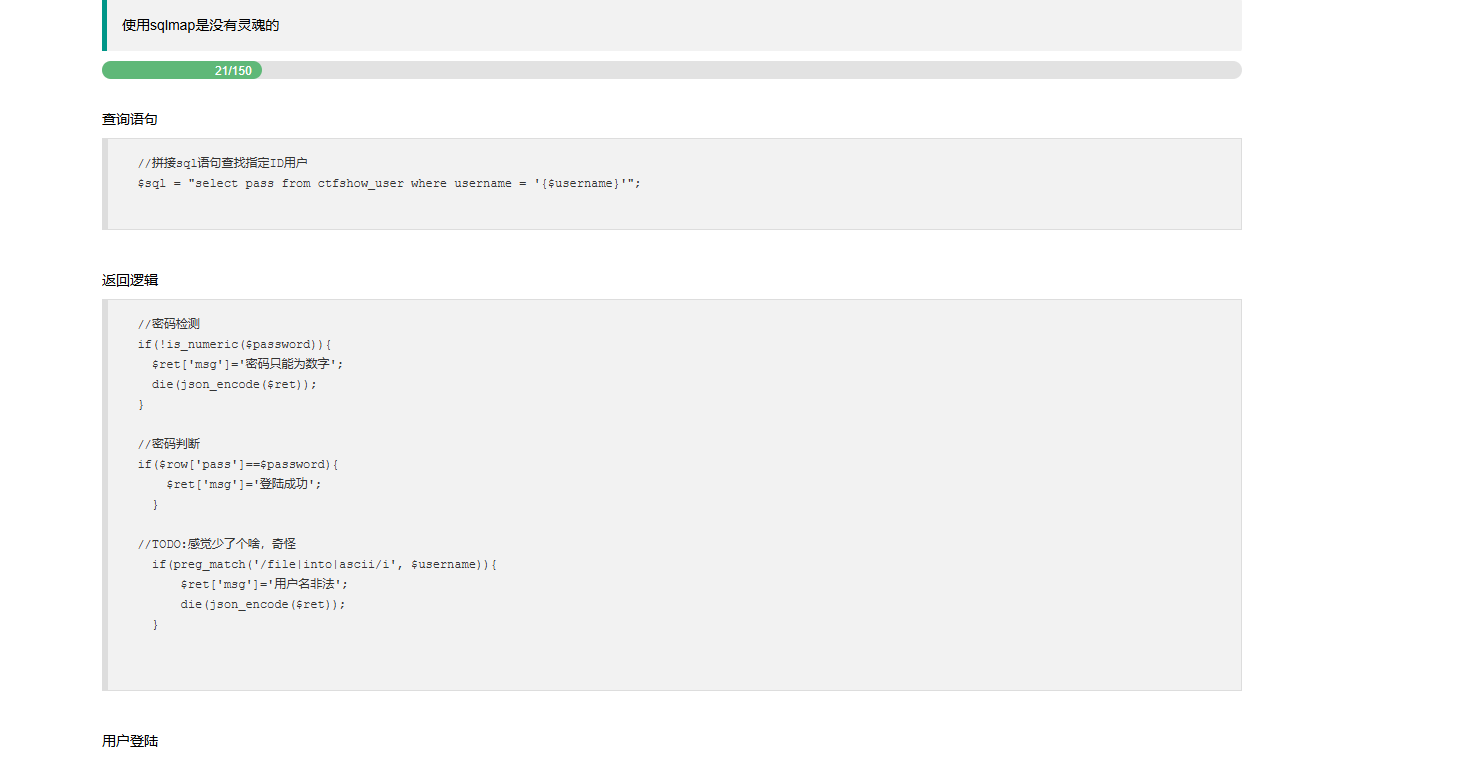 使用sqlmap是没有灵魂的
21/150
查询语句
//拼接sql语句查找指定ID用户
$sql = "select pass from ctfshow_user where username = '{$username}'";
返回逻辑
//密码检测
if(!is_numeric($password)){
$ret['msg']='密码只能为数字';
die(json_encode($ret));
}
//密码判断
if($row['pass']==$password){
$ret['msg']='登陆成功';
}
//TODO:感觉少了个啥，奇怪
if(preg_match('/file|into|ascii/i', $username)){
$ret['msg']='用户名非法';
die(json_encode($ret));
}
用户登陆